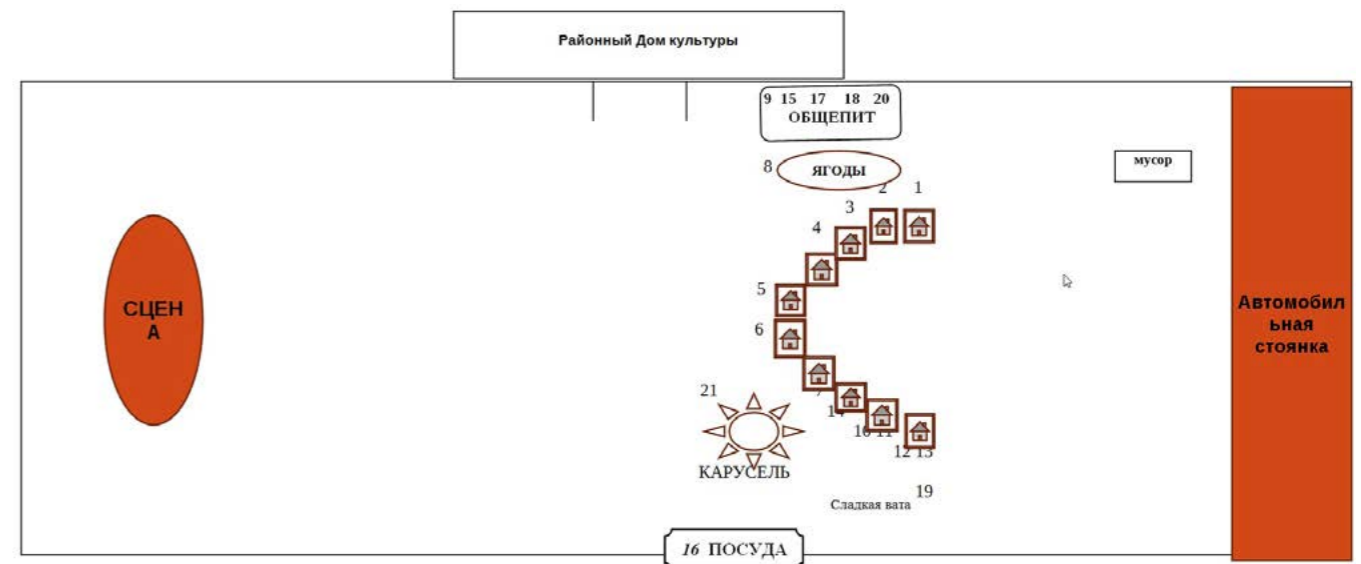 Районный Дом культуры
9 15 17 18 20
ОБЩЕПИТ
мусор
8
ЯГОДЫ
2 1
3
4
СЦЕН
А
5
Автомобил
ьная
стоянка
6
21
7
14
10 11
12 13
КАРУСЕЛЬ
19
Сладкая вата
16 ПОСУДА